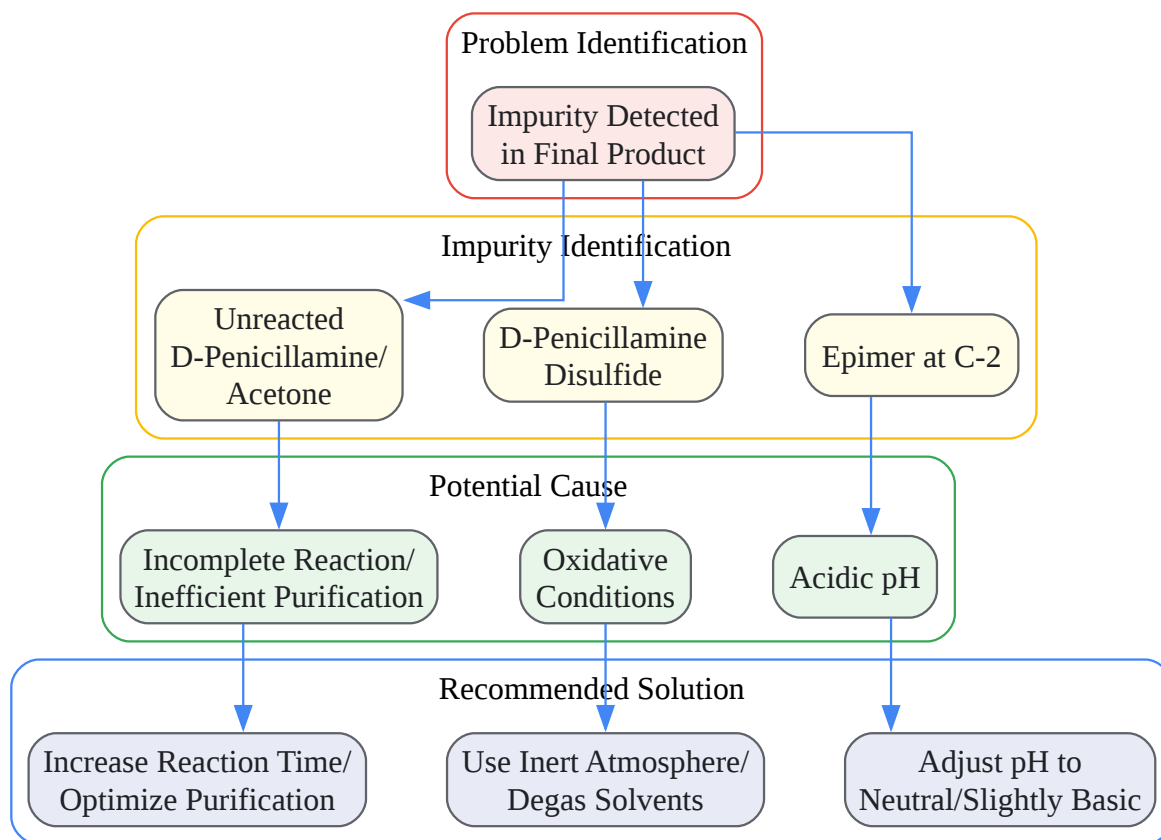 Problem Identification
Impurity Detected
in Final Product
Impurity Identification
Unreacted
D-Penicillamine/
Acetone
D-Penicillamine
Disulfide
Epimer at C-2
Potential Cause
Incomplete Reaction/
Inefficient Purification
Oxidative
Conditions
Acidic pH
Recommended Solution
Increase Reaction Time/
Optimize Purification
Use Inert Atmosphere/
Degas Solvents
Adjust pH to
Neutral/Slightly Basic